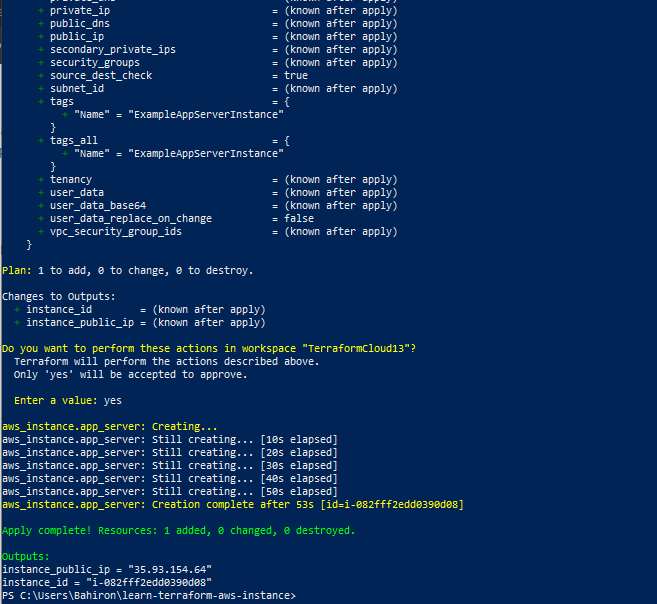 + private_ip = (known after apply)
+ public_dns = (known after apply)
+ public_ip = (known after apply)
+ secondary_private_ips = (known after apply)
+ security_groups = (known after apply)
+ source_dest_check = true
+ subnet_id = (known after apply)
+ tags = {
+ "Name" = "ExampleAppServerInstance"
}
+ tags_all = {
+ "Name" = "ExampleAppServerInstance"
}
+ tenancy = (known after apply)
+ user_data = (known after apply)
+ user_data_base64 = (known after apply)
+ user_data_replace_on_change = false
+ vpc_security_group_ids = (known after apply)
}
Plan: 1 to add, 0 to change, 0 to destroy.
Changes to Outputs:
+ instance_id = (known after apply)
+ instance_public_ip = (known after apply)
Do you want to perform these actions in workspace "TerraformCloud13"?
Terraform will perform the actions described above.
Only 'yes' will be accepted to approve.
Enter a value: yes
aws_instance.app_server: Creating...
aws_instance.app_server: Still creating... [10s elapsed]
aws_instance.app_server: Still creating... [20s elapsed]
aws_instance.app_server: Still creating... [30s elapsed]
aws_instance.app_server: Still creating... [40s elapsed]
aws_instance.app_server: Still creating... [50s elapsed]
aws_instance.app_server: Creation complete after 53s [id=i-082fff2edd0390d08]
Apply complete! Resources: 1 added, 0 changed, 0 destroyed.
Outputs:
instance_public_ip = "35.93.154.64"
instance_id = "i-082fff2edd0390d08"
PS C:\Users\Bahiron\learn-terraform-aws-instance>